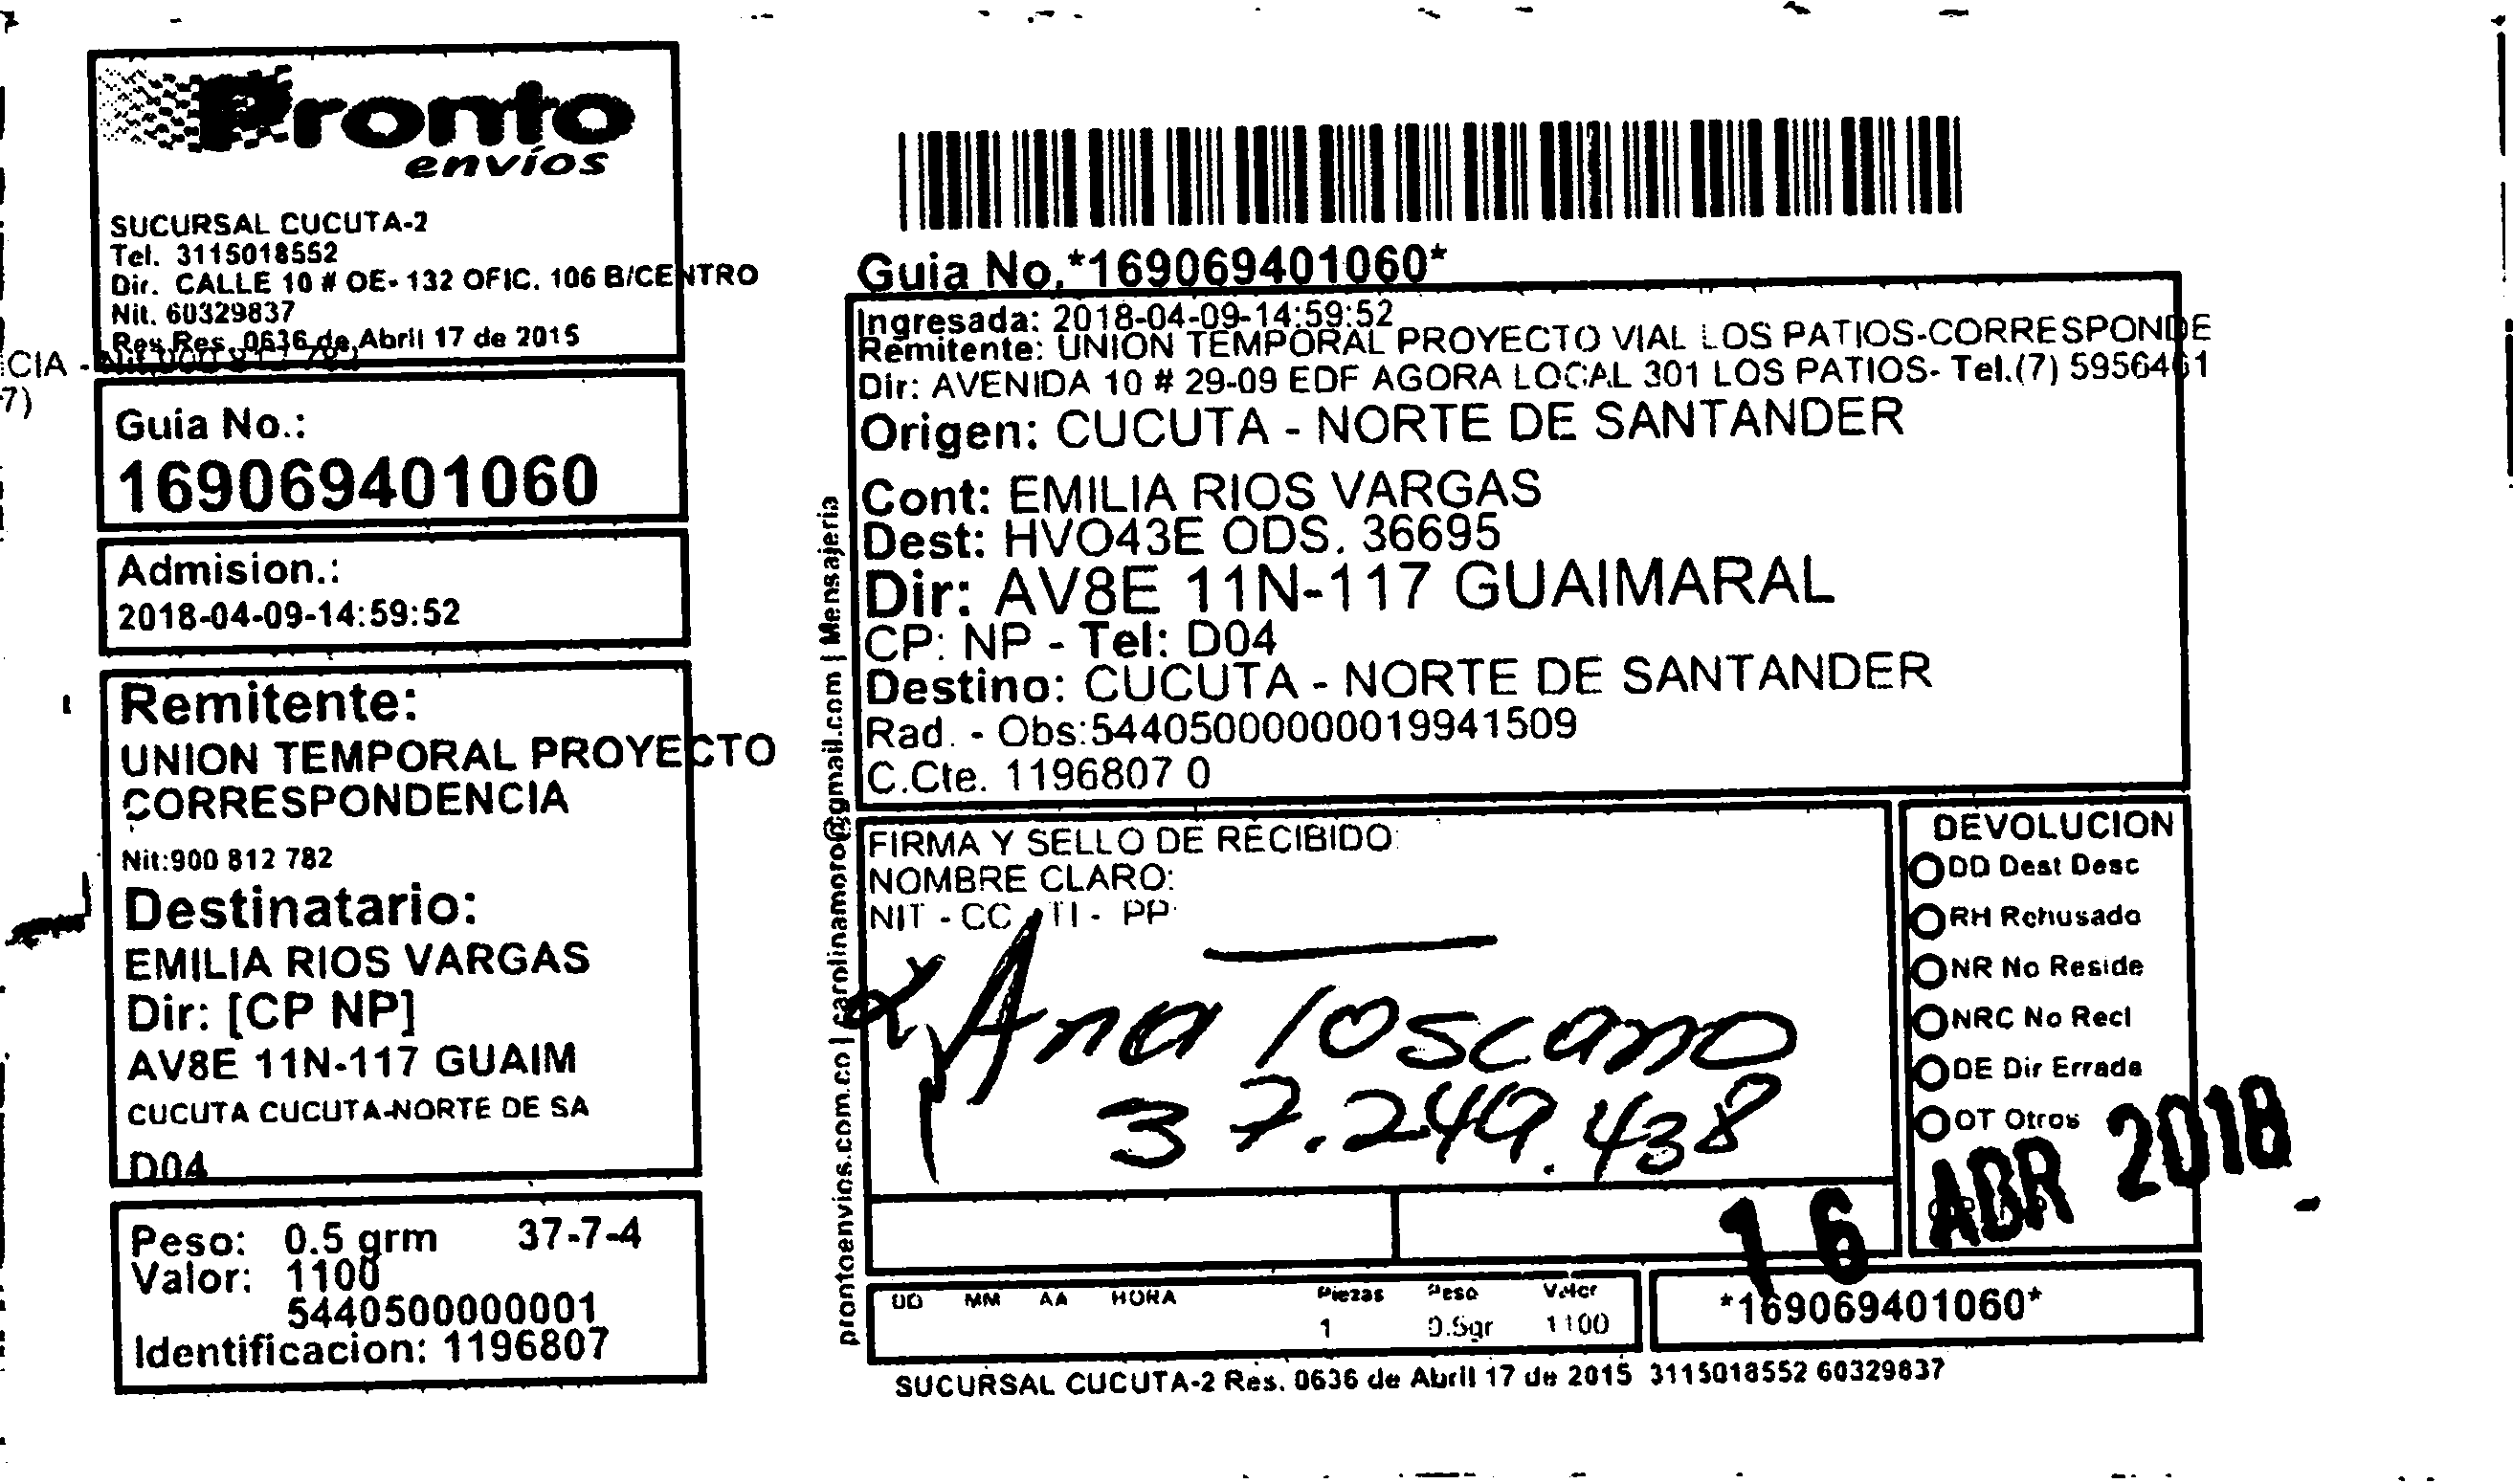 Pronto
envíos
SUCURSAL CUCUTA-2
Tel. 3115018552
Dir. CALLE 10 # OE- 132 OFIC. 106 B/CENTRO
Nit. 60329837
Res Res. 0636 de Abril 17 de 2015
CIA -
7)
Guia No.:
169069401060
Admision.:
2018-04-09-14:59:52
Remitente:
UNION TEMPORAL PROYECTO
CORRESPONDENCIA
Nit:900 812 782
Destinatario:
EMILIA RIOS VARGAS
Dir: [CP NP]
AV8E 11N-117 GUAIM
CUCUTA CUCUTA-NORTE DE SA
D04
Peso: 0.5 grm 37-7-4
Valor: 1100
5440500000001
Identificacion: 1196807
prontoenvios.com.co | carolinamoro@gmail.com | Mensajeria
Guia No.*169069401060*
Ingresada: 2018-04-09-14:59:52
Remitente: UNION TEMPORAL PROYECTO VIAL LOS PATIOS-CORRESPONDE
Dir: AVENIDA 10 # 29-09 EDF AGORA LOCAL 301 LOS PATIOS- Tel.(7) 5956461
Origen: CUCUTA - NORTE DE SANTANDER
Cont: EMILIA RIOS VARGAS
Dest: HVO43E ODS. 36695
Dir: AV8E 11N-117 GUAIMARAL
CP: NP - Tel: D04
Destino: CUCUTA - NORTE DE SANTANDER
Rad. - Obs:544050000000019941509
C.Cte. 1196807 0
FIRMA Y SELLO DE RECIBIDO:
NOMBRE CLARO:
NIT - CC - TI - PP
Ana Toscano
37.249.438
DEVOLUCION
DD Dest Desc
RH Rehusado
NR No Reside
NRC No Recl
DE Dir Errada
OT Otros
16 ABR 2018
DD MM AA HORA Piezas Peso Valor
1 0.5gr 1100
*169069401060*
SUCURSAL CUCUTA-2 Res. 0636 de Abril 17 de 2015 3115018552 60329837